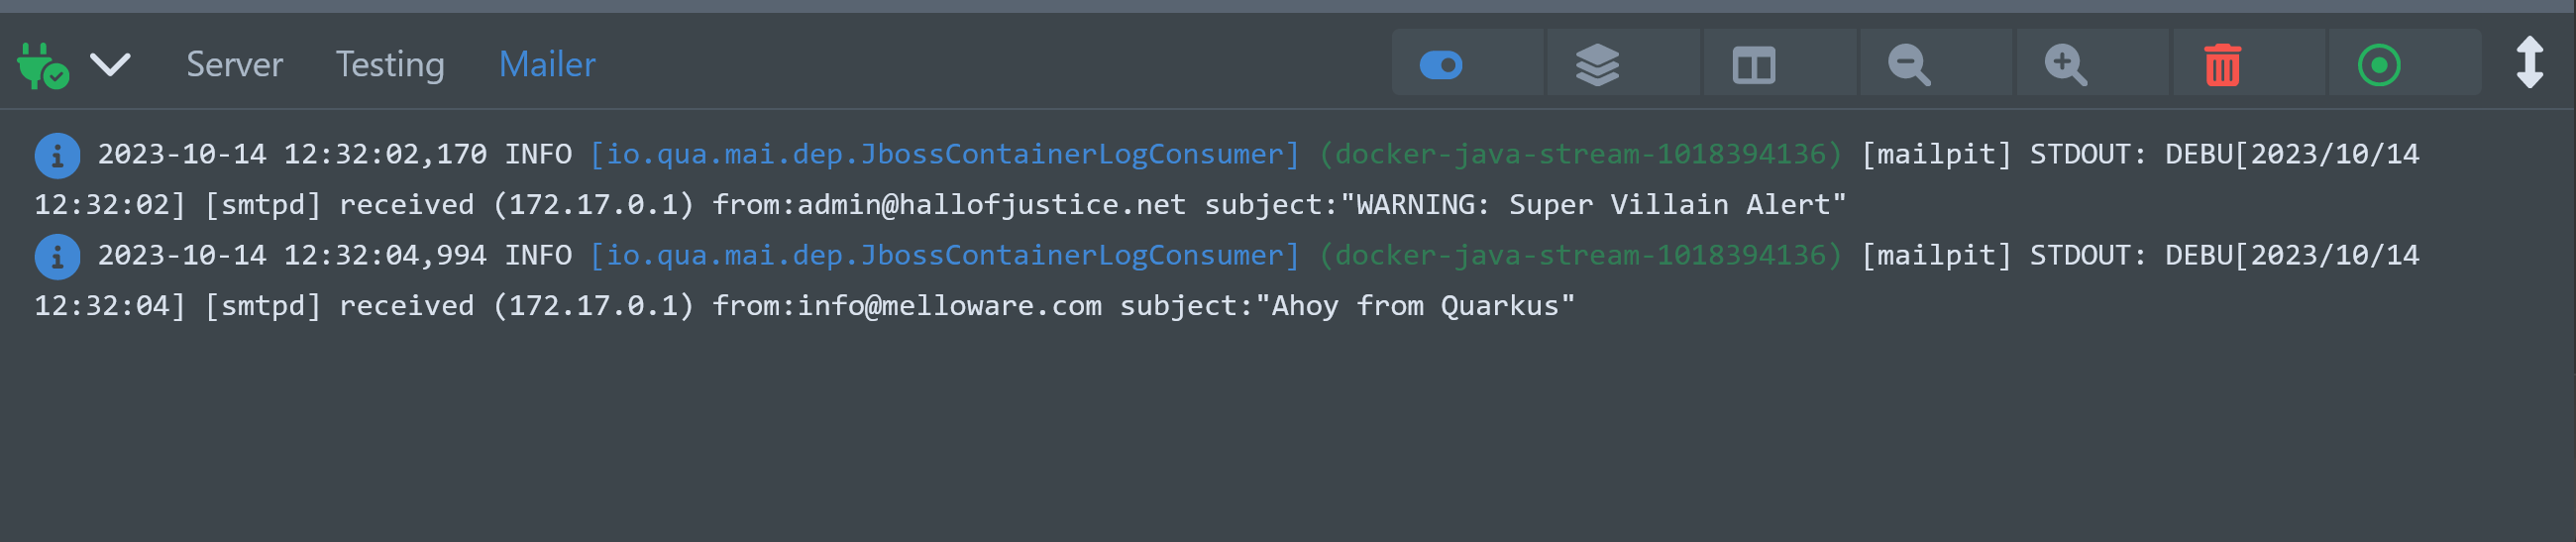 Server Testing Mailer
2023-10-14 12:32:02,170 INFO [io.qua.mai.dep.JbossContainerLogConsumer] (docker-java-stream-1018394136) [mailpit] STDOUT: DEBU[2023/10/14
12:32:02] [smtpd] received (172.17.0.1) from:admin@hallofjustice.net subject:"WARNING: Super Villain Alert"
2023-10-14 12:32:04,994 INFO [io.qua.mai.dep.JbossContainerLogConsumer] (docker-java-stream-1018394136) [mailpit] STDOUT: DEBU[2023/10/14
12:32:04] [smtpd] received (172.17.0.1) from:info@melloware.com subject:"Ahoy from Quarkus"